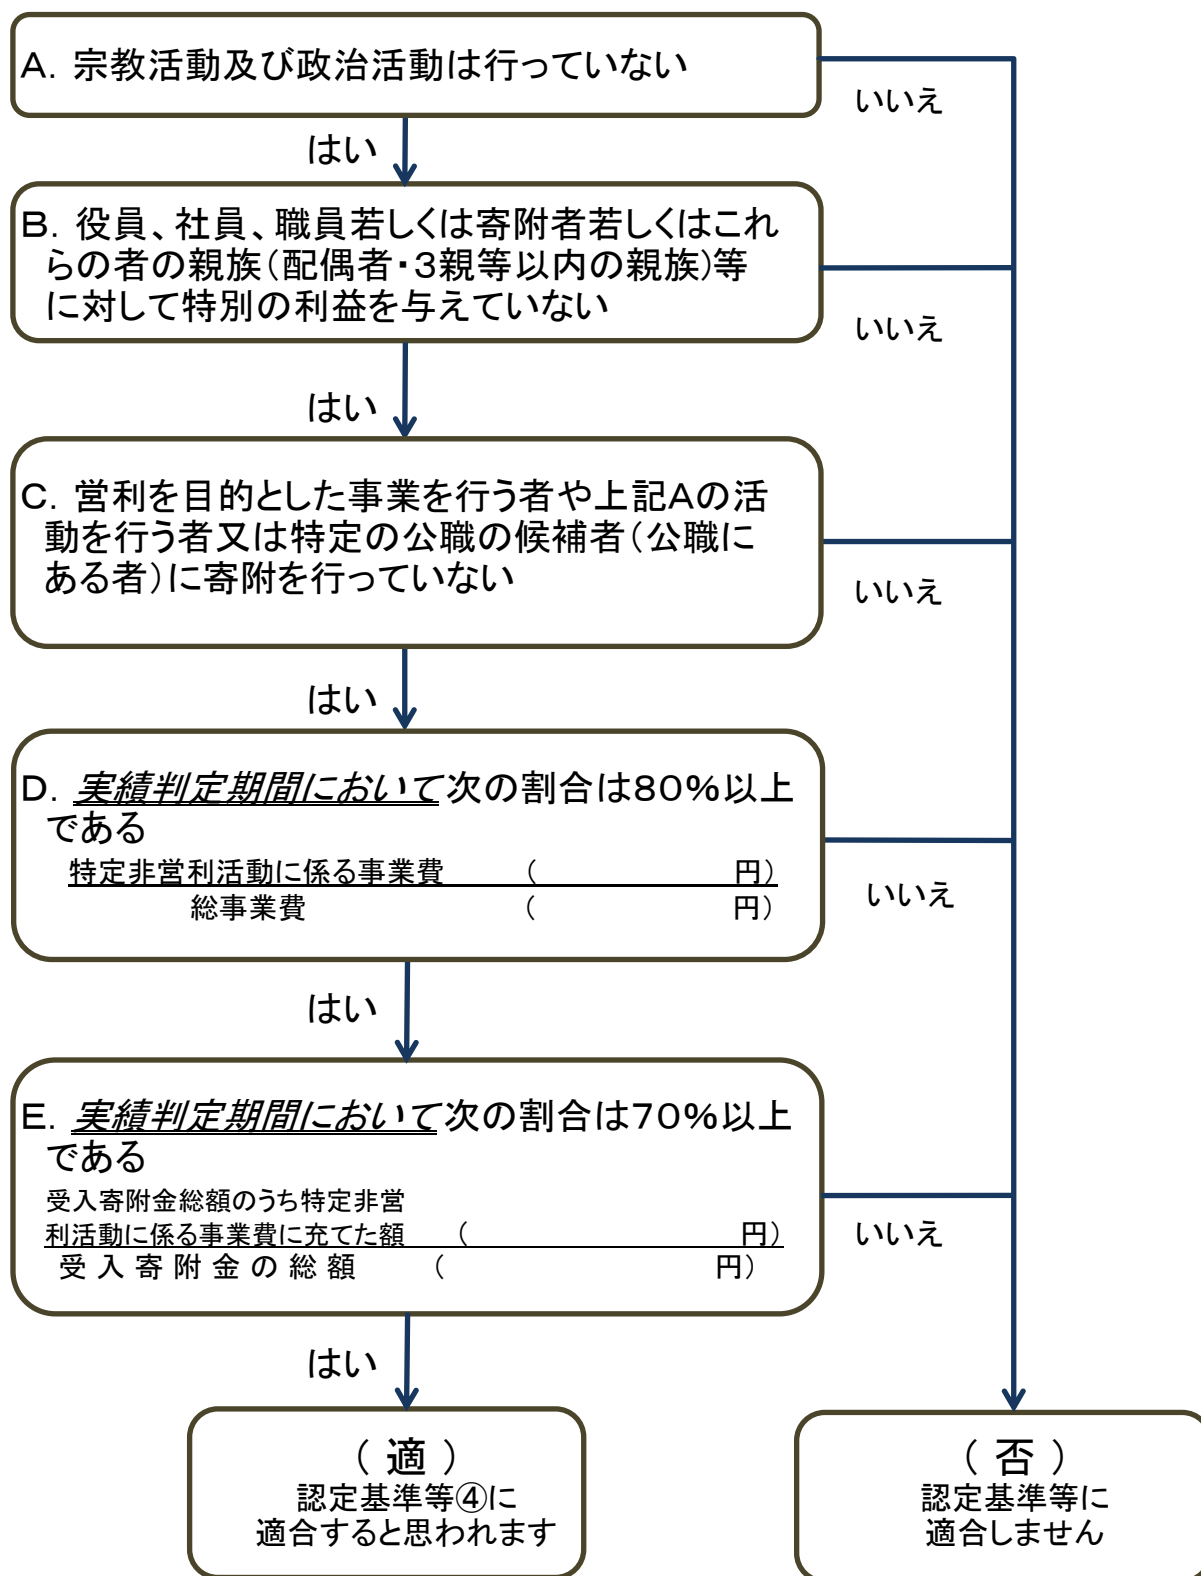 A．宗教活動及び政治活動は行っていない
いいえ
はい
B．役員、社員、職員若しくは寄附者若しくはこれ
らの者の親族（配偶者・３親等以内の親族）等
に対して特別の利益を与えていない
いいえ
はい
C．営利を目的とした事業を行う者や上記Aの活
動を行う者又は特定の公職の候補者（公職に
ある者）に寄附を行っていない
いいえ
はい
D．実績判定期間において次の割合は80％以上
である
特定非営利活動に係る事業費　（　　　　　　　円）
総事業費　（　　　　　　　円）
いいえ
はい
E．実績判定期間において次の割合は70％以上
である
受入寄附金総額のうち特定非営
利活動に係る事業費に充てた額　（　　　　　　　円）
受入寄附金の総額　（　　　　　　　円）
いいえ
はい
（適）
認定基準等④に
適合すると思われます
（否）
認定基準等に
適合しません